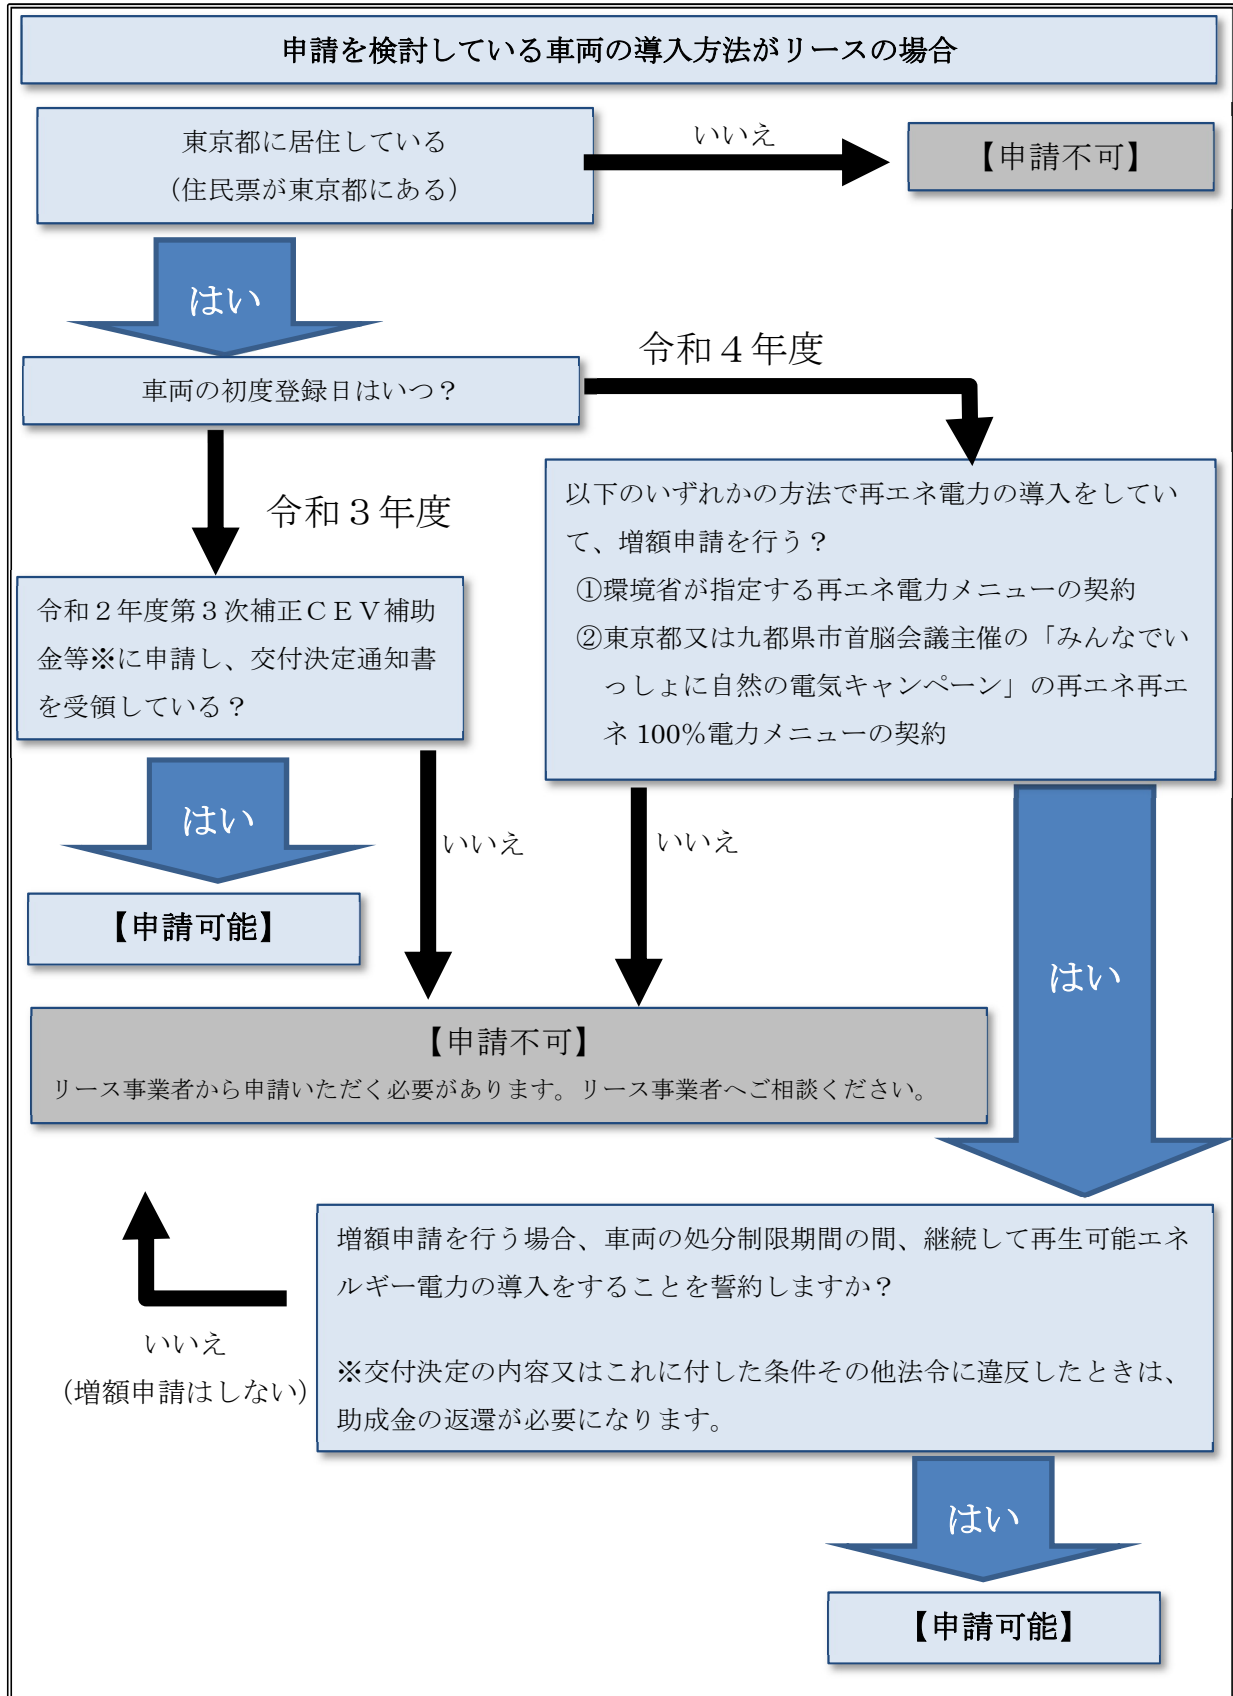 申請を検討している車両の導入方法がリースの場合
東京都に居住している
（住民票が東京都にある）
いいえ
【申請不可】
はい
車両の初度登録日はいつ？
令和４年度
令和３年度
以下のいずれかの方法で再エネ電力の導入をしてい
て、増額申請を行う？
①環境省が指定する再エネ電力メニューの契約
②東京都又は九都県市首脳会議主催の「みんなでい
っしょに自然の電気キャンペーン」の再エネ再エ
ネ 100％電力メニューの契約
令和２年度第３次補正ＣＥＶ補助
金等※に申請し、交付決定通知書
を受領している？
はい
いいえ
いいえ
【申請可能】
はい
【申請不可】
リース事業者から申請いただく必要があります。リース事業者へご相談ください。
増額申請を行う場合、車両の処分制限期間の間、継続して再生可能エネ
ルギー電力の導入をすることを誓約しますか？
※交付決定の内容又はこれに付した条件その他法令に違反したときは、
助成金の返還が必要になります。
いいえ
（増額申請はしない）
はい
【申請可能】